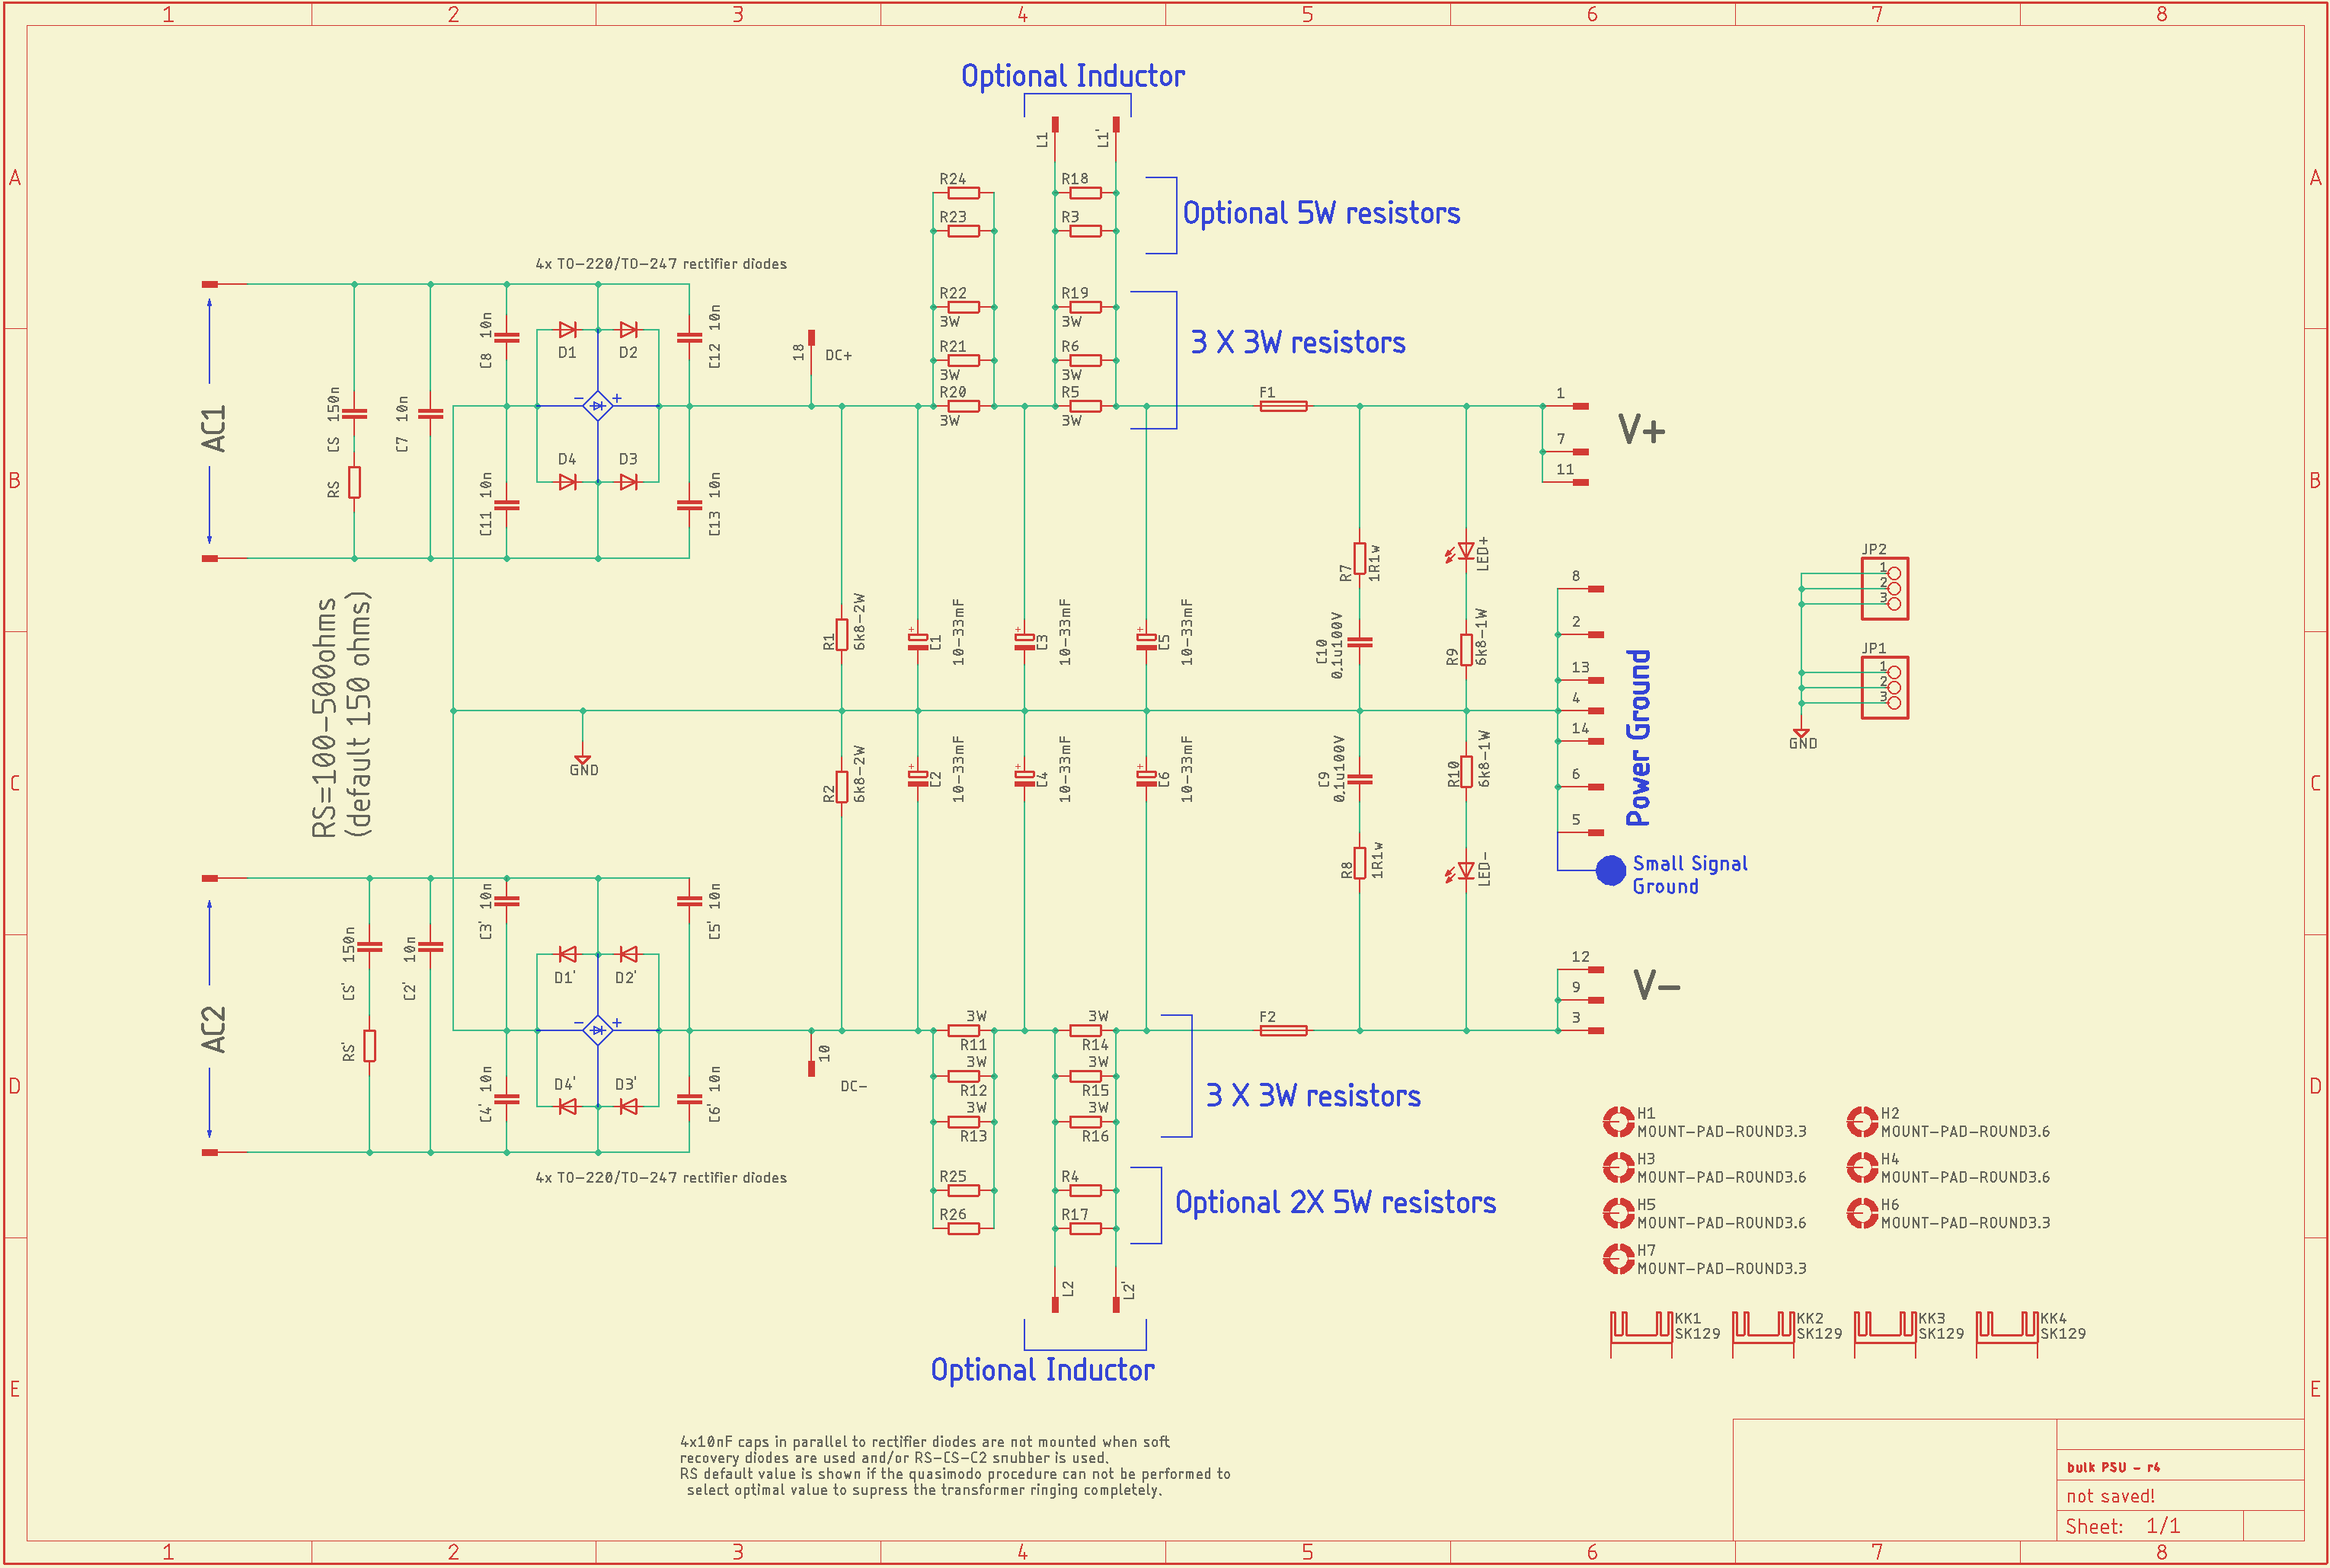 1 2 3 4 5 6 7 8
A
B
C
D
E
A
B
C
D
E
Optional Inductor
L1
L1'
R24
R18
R23
R3
Optional 5W resistors
4x TO-220/TO-247 rectifier diodes
R22
3W
R19
3W
R21
3W
R6
3W
R20
3W
R5
3W
3 X 3W resistors
AC1
CS 150n
RS
C7 10n
C8 10n
C11 10n
D1
D2
D4
D3
- +
C12 10n
C13 10n
18
DC+
F1
1
7
11
V+
RS=100-500ohms
(default 150 ohms)
R1
6k8-2W
+
C1
10-33mF
+
C3
10-33mF
+
C5
10-33mF
R7
1R1w
C10
0.1u100V
LED+
R9
6k8-1W
8
2
13
4
14
6
5
Power Ground
Small Signal
Ground
JP2
1
2
3
JP1
1
2
3
GND
GND
R2
6k8-2W
+
C2
10-33mF
+
C4
10-33mF
+
C6
10-33mF
C9
0.1u100V
R8
1R1w
R10
6k8-1W
LED-
AC2
CS' 150n
RS'
C2' 10n
C3' 10n
C4' 10n
D1'
D2'
D4'
D3'
- +
C5' 10n
C6' 10n
10
DC-
3W
R11
3W
R14
3W
R12
3W
R15
3W
R13
3W
R16
3 X 3W resistors
F2
12
9
3
V-
4x TO-220/TO-247 rectifier diodes
R25
R4
R26
R17
Optional 2X 5W resistors
L2
L2'
Optional Inductor
H1
MOUNT-PAD-ROUND3.3
H2
MOUNT-PAD-ROUND3.6
H3
MOUNT-PAD-ROUND3.6
H4
MOUNT-PAD-ROUND3.6
H5
MOUNT-PAD-ROUND3.6
H6
MOUNT-PAD-ROUND3.3
H7
MOUNT-PAD-ROUND3.3
KK1
SK129
KK2
SK129
KK3
SK129
KK4
SK129
4x10nF caps in parallel to rectifier diodes are not mounted when soft
recovery diodes are used and/or RS-CS-C2 snubber is used.
RS default value is shown if the quasimodo procedure can not be performed to
select optimal value to supress the transformer ringing completely.
bulk PSU - r4
not saved!
Sheet: 1/1
1 2 3 4 5 6 7 8